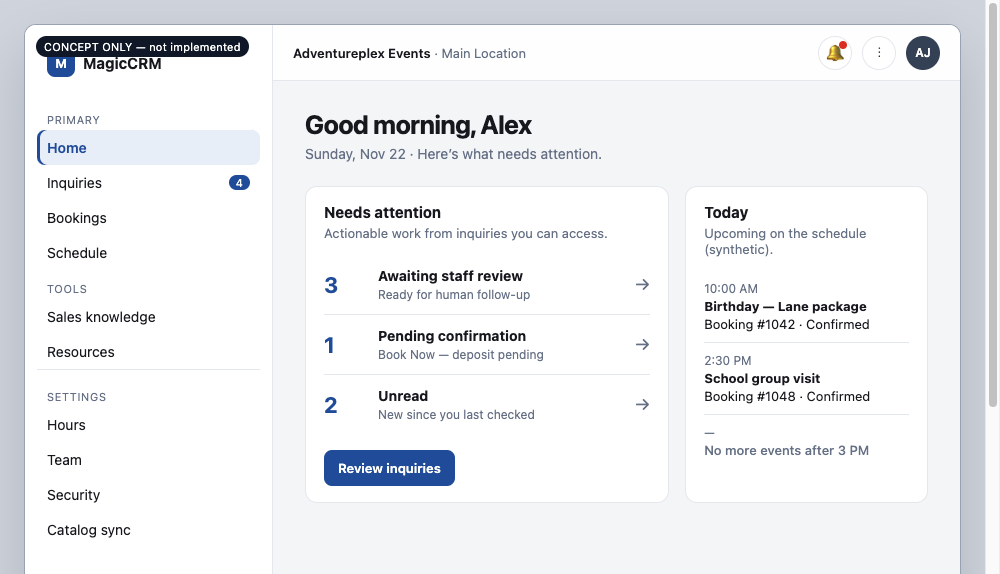 CONCEPT ONLY — not implemented
M MagicCRM
PRIMARY
Home
Inquiries 4
Bookings
Schedule
TOOLS
Sales knowledge
Resources
SETTINGS
Hours
Team
Security
Catalog sync
Adventureplex Events · Main Location
AJ
Good morning, Alex
Sunday, Nov 22 · Here’s what needs attention.
Needs attention
Actionable work from inquiries you can access.
3 Awaiting staff review
Ready for human follow-up
1 Pending confirmation
Book Now — deposit pending
2 Unread
New since you last checked
Review inquiries
Today
Upcoming on the schedule
(synthetic).
10:00 AM
Birthday — Lane package
Booking #1042 · Confirmed
2:30 PM
School group visit
Booking #1048 · Confirmed
—
No more events after 3 PM